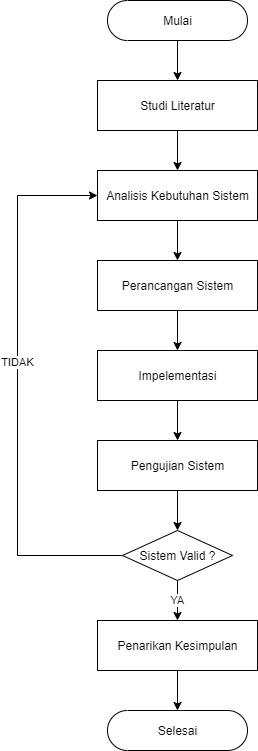 Mulai
Studi Literatur
Analisis Kebutuhan Sistem
Perancangan Sistem
TIDAK
Impelementasi
Pengujian Sistem
Sistem Valid ?
YA
Penarikan Kesimpulan
Selesai